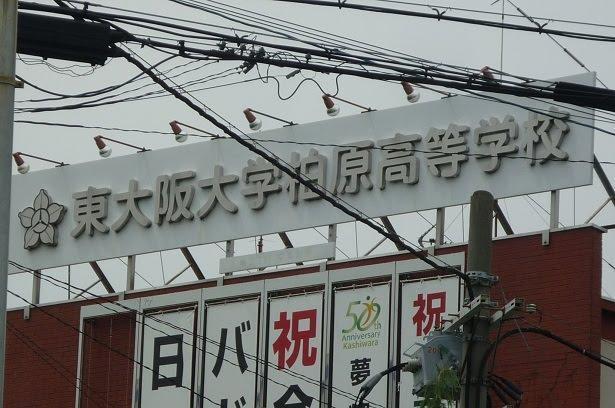 東大阪大学柏原高等学校
祝
50th
Anniversary
Kashiwara
夢
祝
バ
日